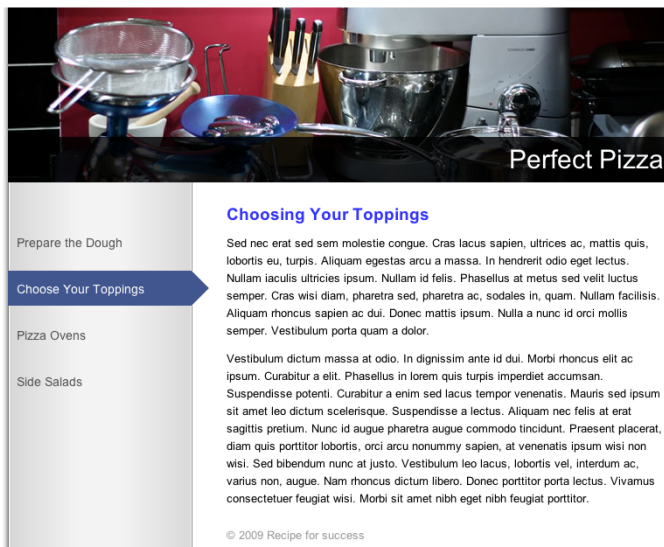 Perfect Pizza
Prepare the Dough
Choose Your Toppings
Pizza Ovens
Side Salads
Choosing Your Toppings
Sed nec erat sed sem molestie congue. Cras lacus sapien, ultrices ac, mattis quis,
lobortis eu, turpis. Aliquam egestas arcu a massa. In hendrerit odio eget lectus.
Nullam iaculis ultricies ipsum. Nullam id felis. Phasellus at metus sed velit luctus
semper. Cras wisi diam, pharetra sed, pharetra ac, sodales in, quam. Nullam facilisis.
Aliquam rhoncus sapien ac dui. Donec mattis ipsum. Nulla a nunc id orci mollis
semper. Vestibulum porta quam a dolor.
Vestibulum dictum massa at odio. In dignissim ante id dui. Morbi rhoncus elit ac
ipsum. Curabitur a elit. Phasellus in lorem quis turpis imperdiet accumsan.
Suspendisse potenti. Curabitur a enim sed lacus tempor venenatis. Mauris sed ipsum
sit amet leo dictum scelerisque. Suspendisse a lectus. Aliquam nec felis at erat
sagittis pretium. Nunc id augue pharetra augue commodo tincidunt. Praesent placerat,
diam quis porttitor lobortis, orci arcu nonummy sapien, at venenatis ipsum wisi non
wisi. Sed bibendum nunc at justo. Vestibulum leo lacus, lobortis vel, interdum ac,
varius non, augue. Nam rhoncus dictum libero. Donec porttitor porta lectus. Vivamus
consectetuer feugiat wisi. Morbi sit amet nibh eget nibh feugiat porttitor.
© 2009 Recipe for success